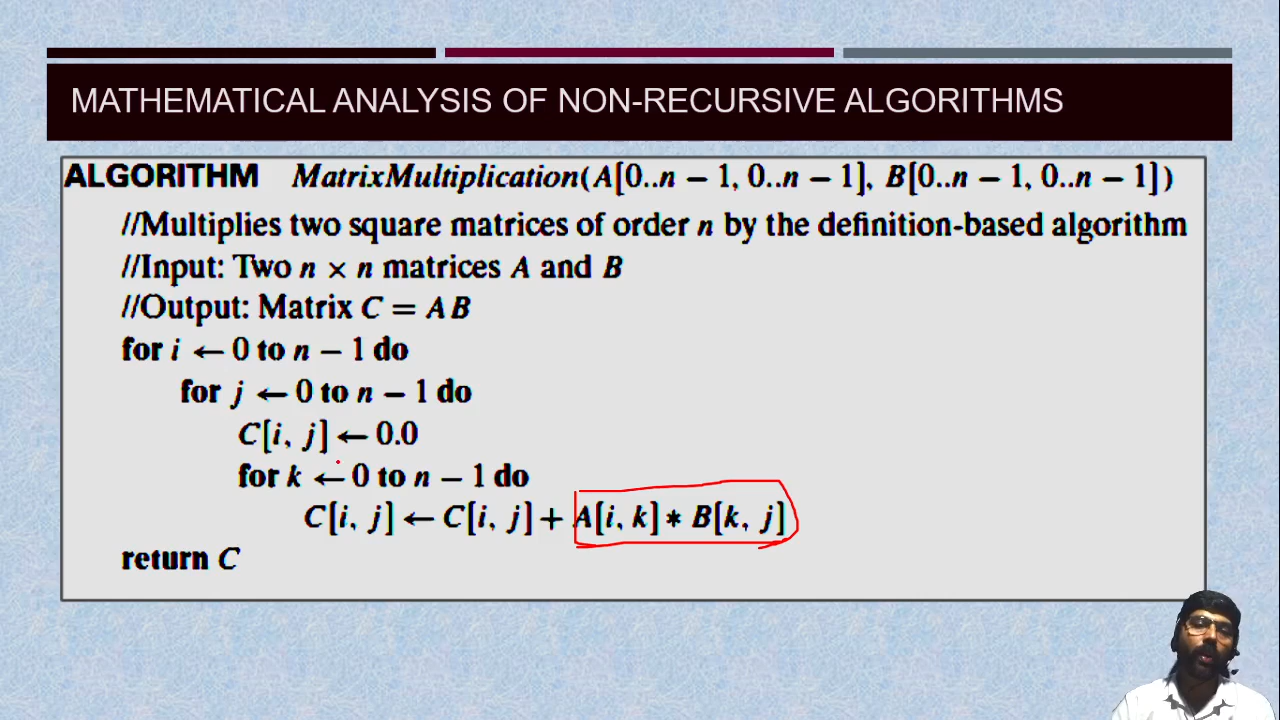 MATHEMATICAL ANALYSIS OF NON-RECURSIVE ALGORITHMS
ALGORITHM MatrixMultiplication(A[0..n − 1, 0..n − 1], B[0..n − 1, 0..n − 1])
//Multiplies two square matrices of order n by the definition-based algorithm
//Input: Two n × n matrices A and B
//Output: Matrix C = AB
for i ← 0 to n − 1 do
for j ← 0 to n − 1 do
C[i, j] ← 0.0
for k ← 0 to n − 1 do
C[i, j] ← C[i, j] + A[i, k] ∗ B[k, j]
return C